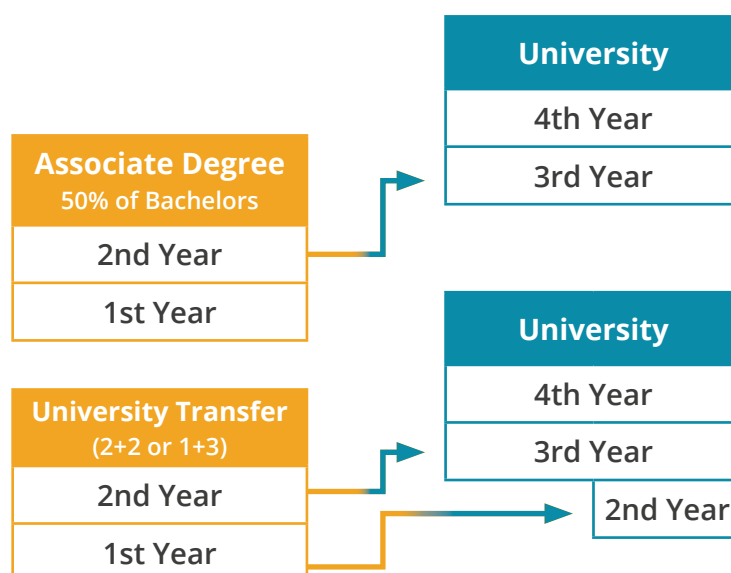 University
4th Year
3rd Year
Associate Degree
50% of Bachelors
2nd Year
1st Year
University
4th Year
3rd Year
2nd Year
University Transfer
(2+2 or 1+3)
2nd Year
1st Year